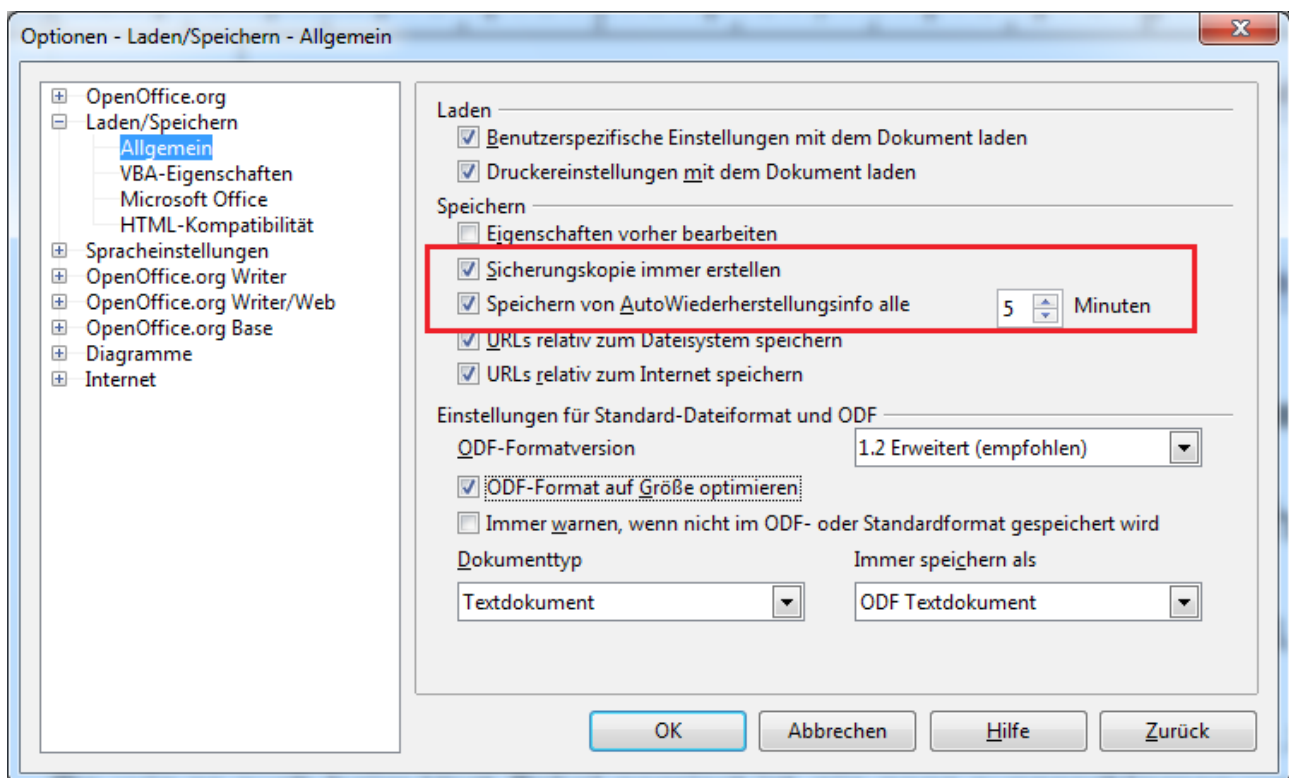 Optionen - Laden/Speichern - Allgemein
OpenOffice.org
Laden/Speichern
Allgemein
VBA-Eigenschaften
Microsoft Office
HTML-Kompatibilität
Spracheinstellungen
OpenOffice.org Writer
OpenOffice.org Writer/Web
OpenOffice.org Base
Diagramme
Internet
Laden
Benutzerspezifische Einstellungen mit dem Dokument laden
Druckereinstellungen mit dem Dokument laden
Speichern
Eigenschaften vorher bearbeiten
Sicherungskopie immer erstellen
Speichern von AutoWiederherstellungsinfo alle 5 Minuten
URLs relativ zum Dateisystem speichern
URLs relativ zum Internet speichern
Einstellungen für Standard-Dateiformat und ODF
ODF-Formatversion 1.2 Erweitert (empfohlen)
ODF-Format auf Größe optimieren
Immer warnen, wenn nicht im ODF- oder Standardformat gespeichert wird
Dokumenttyp Immer speichern als
Textdokument ODF Textdokument
OK Abbrechen Hilfe Zurück